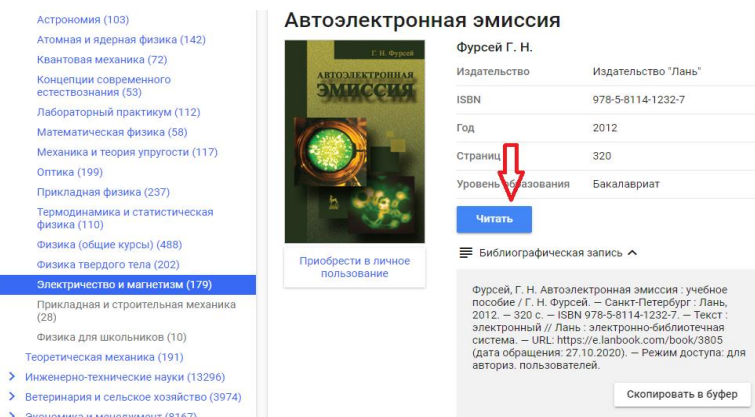 Астрономия (103)
Атомная и ядерная физика (142)
Квантовая механика (72)
Концепции современного
естествознания (53)
Лабораторный практикум (112)
Математическая физика (58)
Механика и теория упругости (117)
Оптика (199)
Прикладная физика (237)
Термодинамика и статистическая
физика (110)
Физика (общие курсы) (488)
Физика твердого тела (202)
Электричество и магнетизм (179)
Прикладная и строительная механика
(28)
Физика для школьников (10)
Теоретическая механика (191)
Инженерно-технические науки (13296)
Ветеринария и сельское хозяйство (3974)
Экономика и менеджмент (8167)
Автоэлектронная эмиссия
Г. Н. Фурсей
АВТОЭЛЕКТРОННАЯ
ЭМИССИЯ
Приобрести в личное
пользование
Фурсей Г. Н.
Издательство Издательство "Лань"
ISBN 978-5-8114-1232-7
Год 2012
Страниц 320
Уровень образования Бакалавриат
Читать
Библиографическая запись
Фурсей, Г. Н. Автоэлектронная эмиссия : учебное
пособие / Г. Н. Фурсей. — Санкт-Петербург : Лань,
2012. — 320 с. — ISBN 978-5-8114-1232-7. — Текст :
электронный // Лань : электронно-библиотечная
система. — URL: https://e.lanbook.com/book/3805
(дата обращения: 27.10.2020). — Режим доступа: для
авториз. пользователей.
Скопировать в буфер